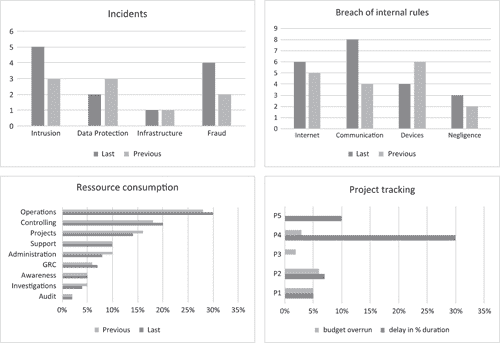 Incidents
6
5
4
3
2
1
0
Intrusion Data Protection Infrastructure Fraud
Last Previous
Breach of internal rules
9
8
7
6
5
4
3
2
1
0
Internet Communication Devices Negligence
Last Previous
Ressource consumption
Operations
Controlling
Projects
Support
Administration
GRC
Awareness
Investigations
Audit
0% 5% 10% 15% 20% 25% 30% 35%
Previous Last
Project tracking
P5
P4
P3
P2
P1
0% 5% 10% 15% 20% 25% 30% 35%
budget overrun delay in % duration